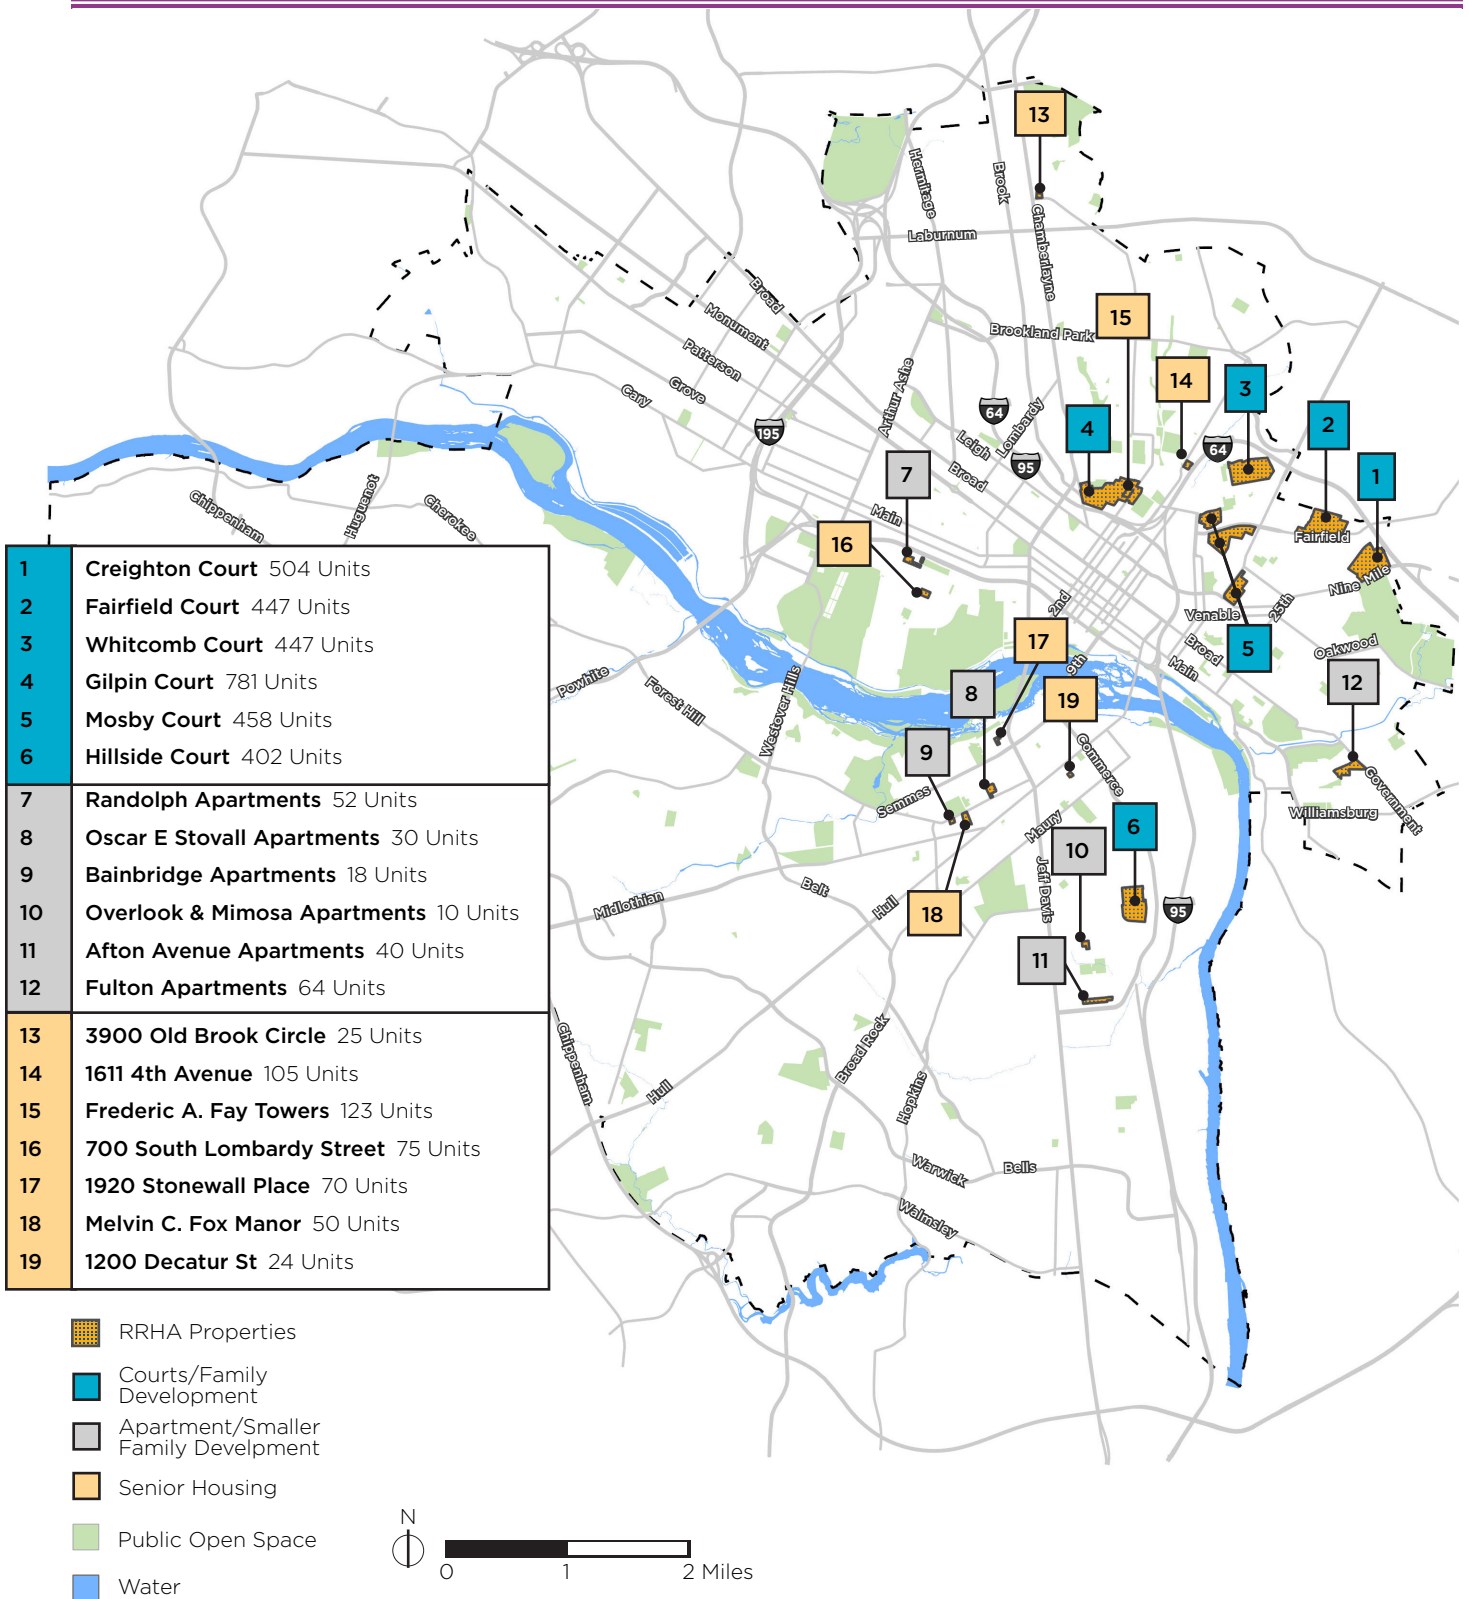 13
Hermitage
Brook
Chamberlayne
Laburnum
Broad
Monument
Patterson
Grove
Cary
Brookland Park
15
14
3
2
1
4
Arthur Ashe
64
Lombardy
Leigh
Broad
95
195
64
7
Main
16
Chippenham
Huguenot
Cherokee
Fairfield
Nine Mile
2nd
Venable
25th
Broad
Main
5
Oakwood
12
17
9th
8
19
Powhite
Forest Hill
Westover Hills
9
Commerce
Semmes
Government
Williamsburg
Maury
10
6
Jeff Davis
Belt
Hull
Midlothian
18
95
11
Chippenham
Hull
Broad Rock
Hopkins
Warwick
Bells
Walmsley
1 Creighton Court 504 Units
2 Fairfield Court 447 Units
3 Whitcomb Court 447 Units
4 Gilpin Court 781 Units
5 Mosby Court 458 Units
6 Hillside Court 402 Units
7 Randolph Apartments 52 Units
8 Oscar E Stovall Apartments 30 Units
9 Bainbridge Apartments 18 Units
10 Overlook & Mimosa Apartments 10 Units
11 Afton Avenue Apartments 40 Units
12 Fulton Apartments 64 Units
13 3900 Old Brook Circle 25 Units
14 1611 4th Avenue 105 Units
15 Frederic A. Fay Towers 123 Units
16 700 South Lombardy Street 75 Units
17 1920 Stonewall Place 70 Units
18 Melvin C. Fox Manor 50 Units
19 1200 Decatur St 24 Units
RRHA Properties
Courts/Family
Development
Apartment/Smaller
Family Develpment
Senior Housing
Public Open Space
Water
N
0 1 2 Miles